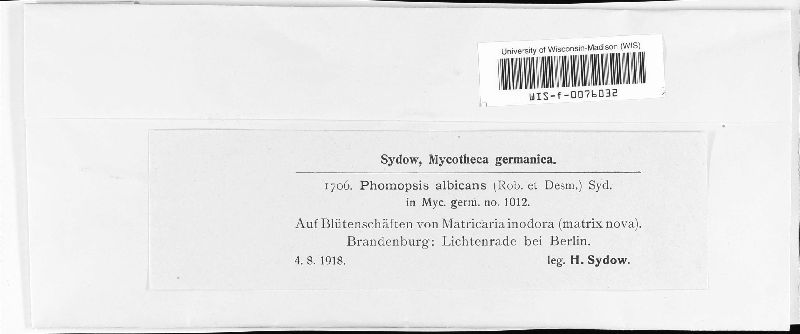 University of Wisconsin-Madison (WIS)
WIS-f-0076032
Sydow, Mycotheca germanica.
1706. Phomopsis albicans (Rob. et Desm.) Syd.
in Myc. germ. no. 1012.
Auf Blütenschäften von Matricaria inodora (matrix nova).
Brandenburg: Lichtenrade bei Berlin.
4. 8. 1918. leg. H. Sydow.